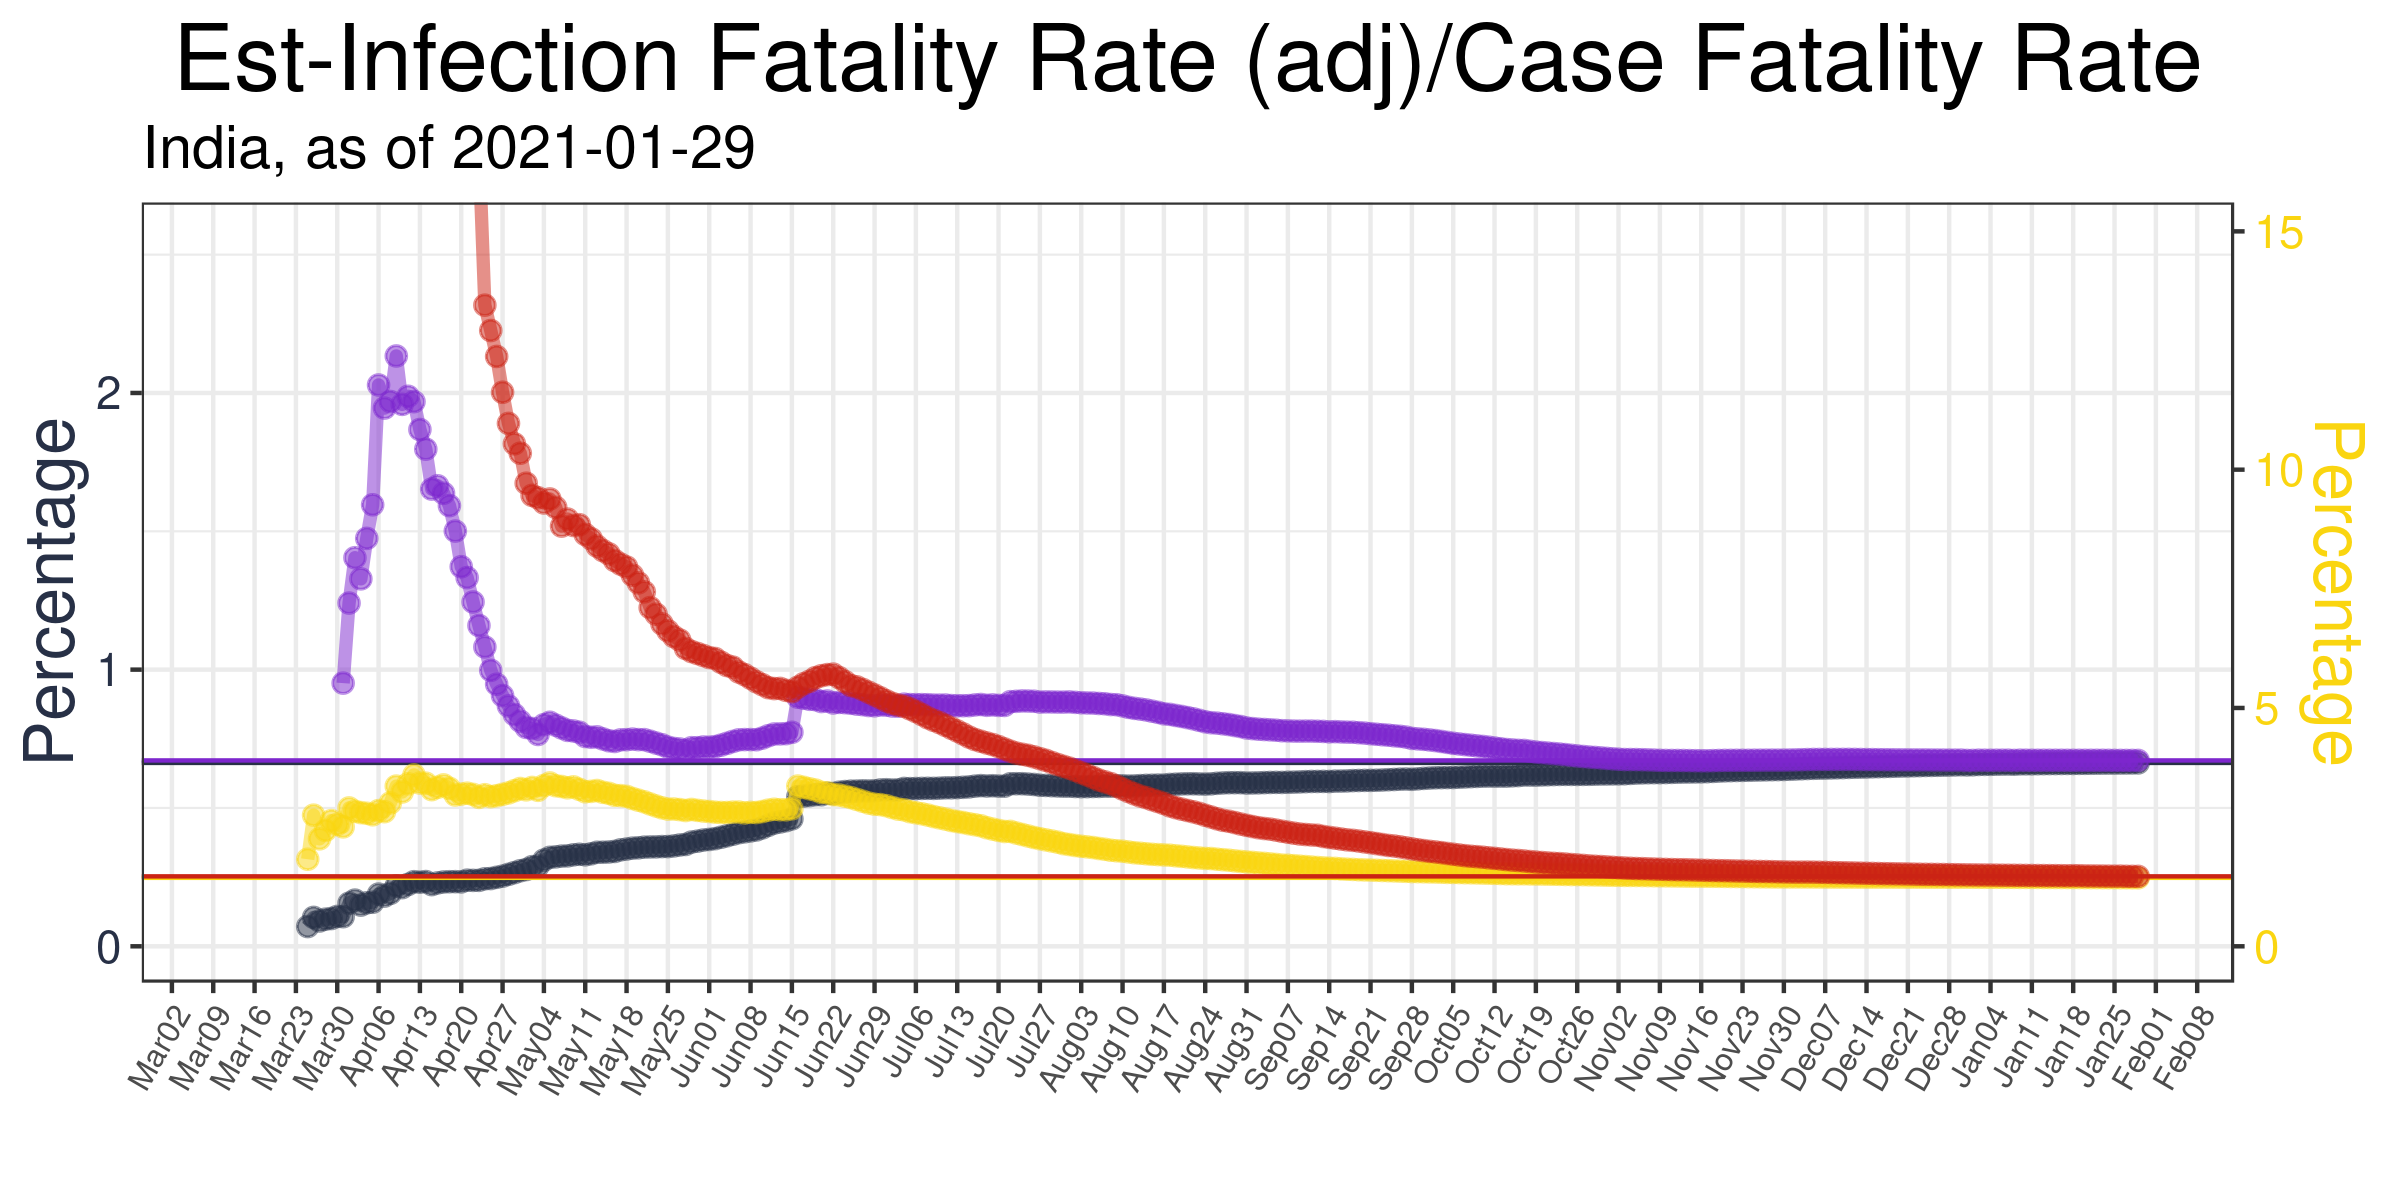 Est-Infection Fatality Rate (adj)/Case Fatality Rate
India, as of 2021-01-29
Percentage
2
1
0
15
10
5
0
Percentage
Mar02
Mar09
Mar16
Mar23
Mar30
Apr06
Apr13
Apr20
Apr27
May04
May11
May18
May25
Jun01
Jun08
Jun15
Jun22
Jun29
Jul06
Jul13
Jul20
Jul27
Aug03
Aug10
Aug17
Aug24
Aug31
Sep07
Sep14
Sep21
Sep28
Oct05
Oct12
Oct19
Oct26
Nov02
Nov09
Nov16
Nov23
Nov30
Dec07
Dec14
Dec21
Dec28
Jan04
Jan11
Jan18
Jan25
Feb01
Feb08